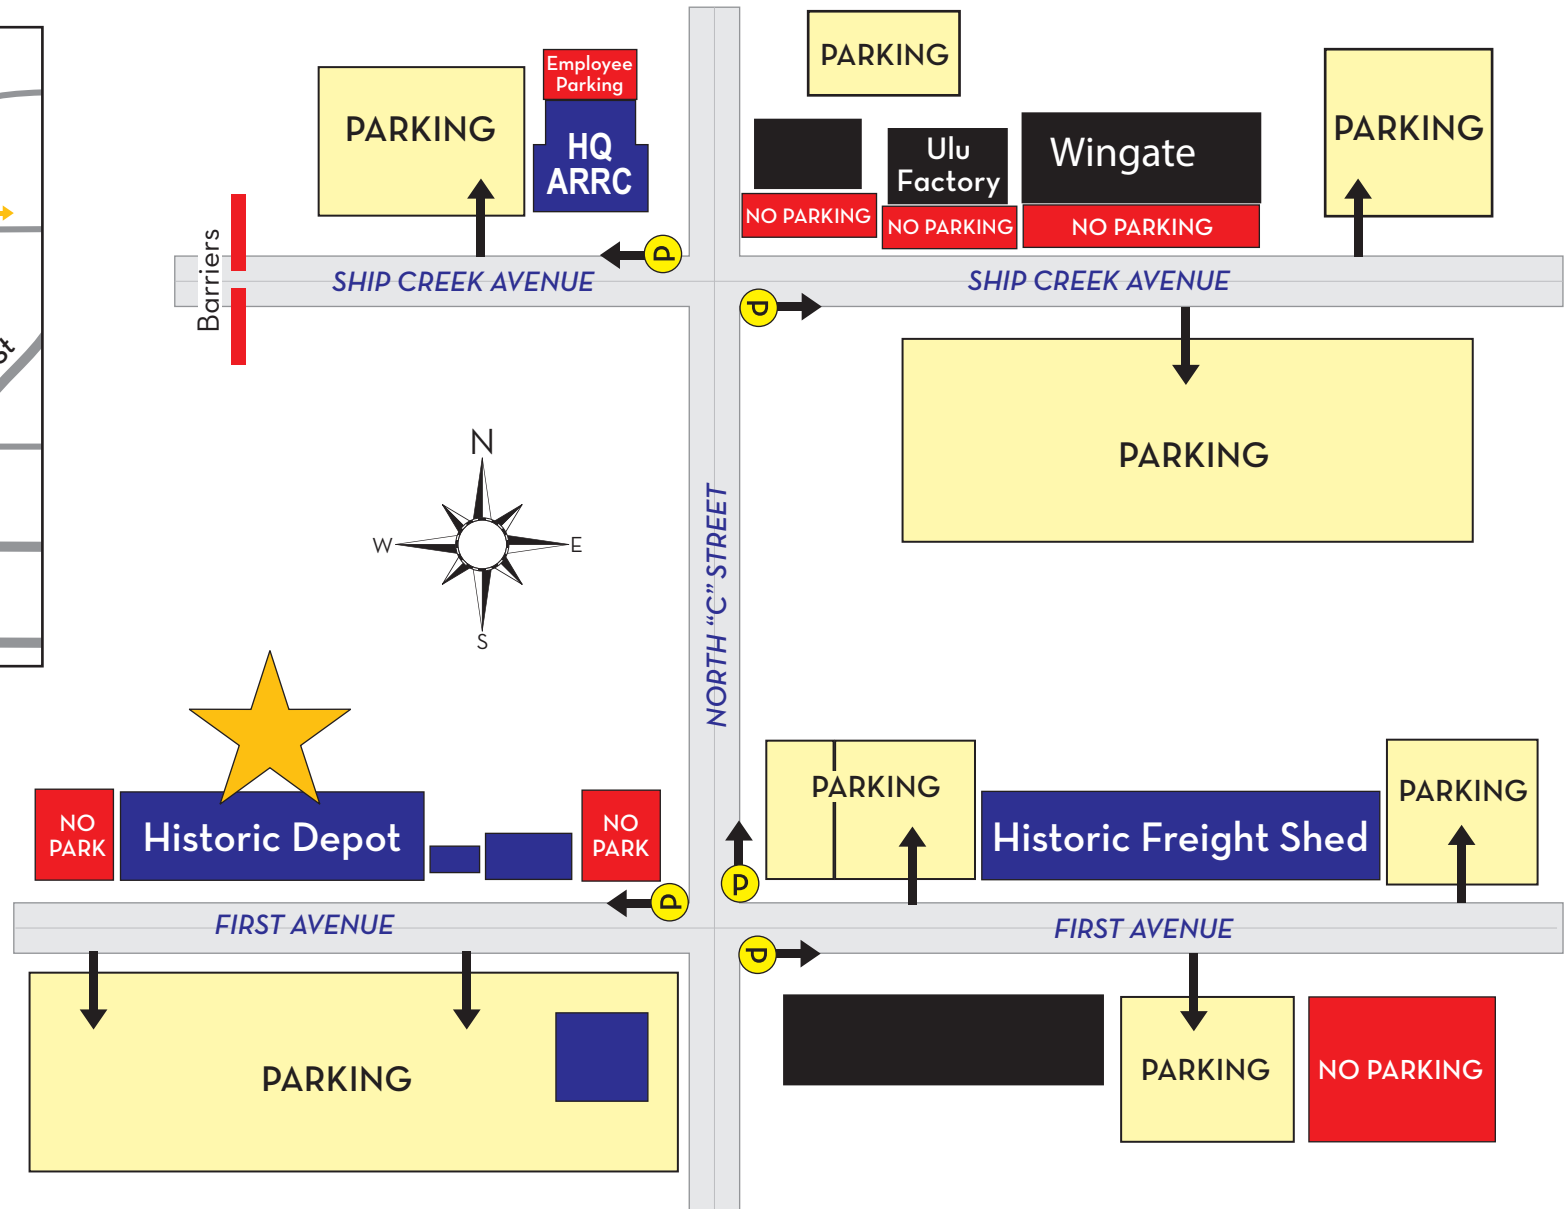 PARKING
Employee
Parking
HQ
ARRC
PARKING
PARKING
Ulu
Factory
Wingate
NO PARKING
NO PARKING
NO PARKING
Barriers
P
SHIP CREEK AVENUE
SHIP CREEK AVENUE
P
St
PARKING
N
W
E
S
NORTH “C” STREET
NO
PARK
Historic Depot
NO
PARK
PARKING
Historic Freight Shed
PARKING
P
P
FIRST AVENUE
FIRST AVENUE
P
PARKING
PARKING
NO PARKING